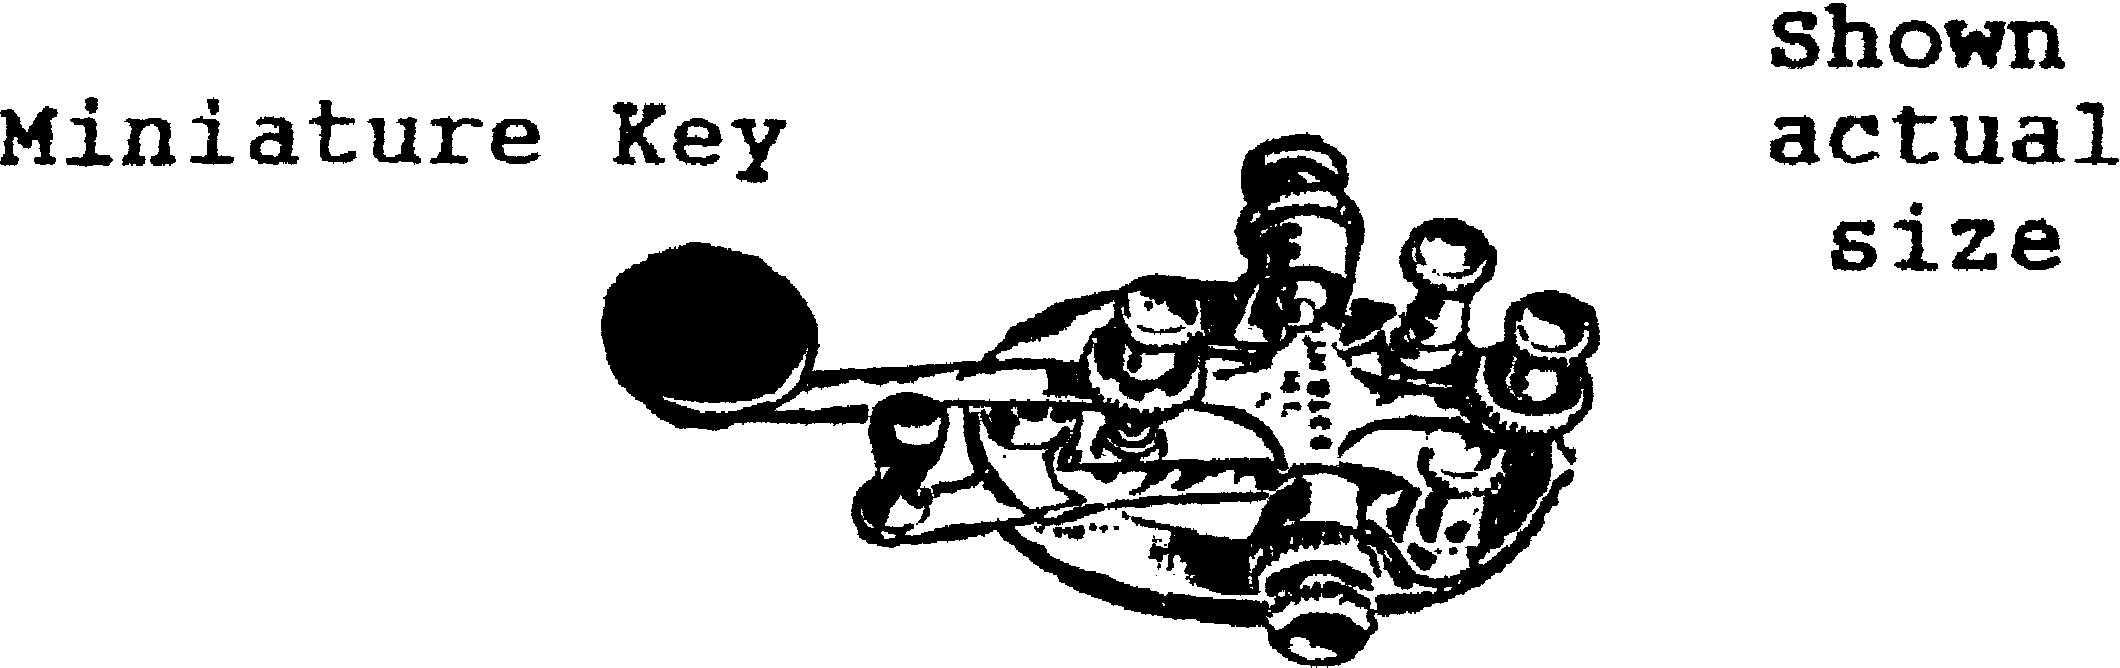 Miniature Key
Shown
actual
size